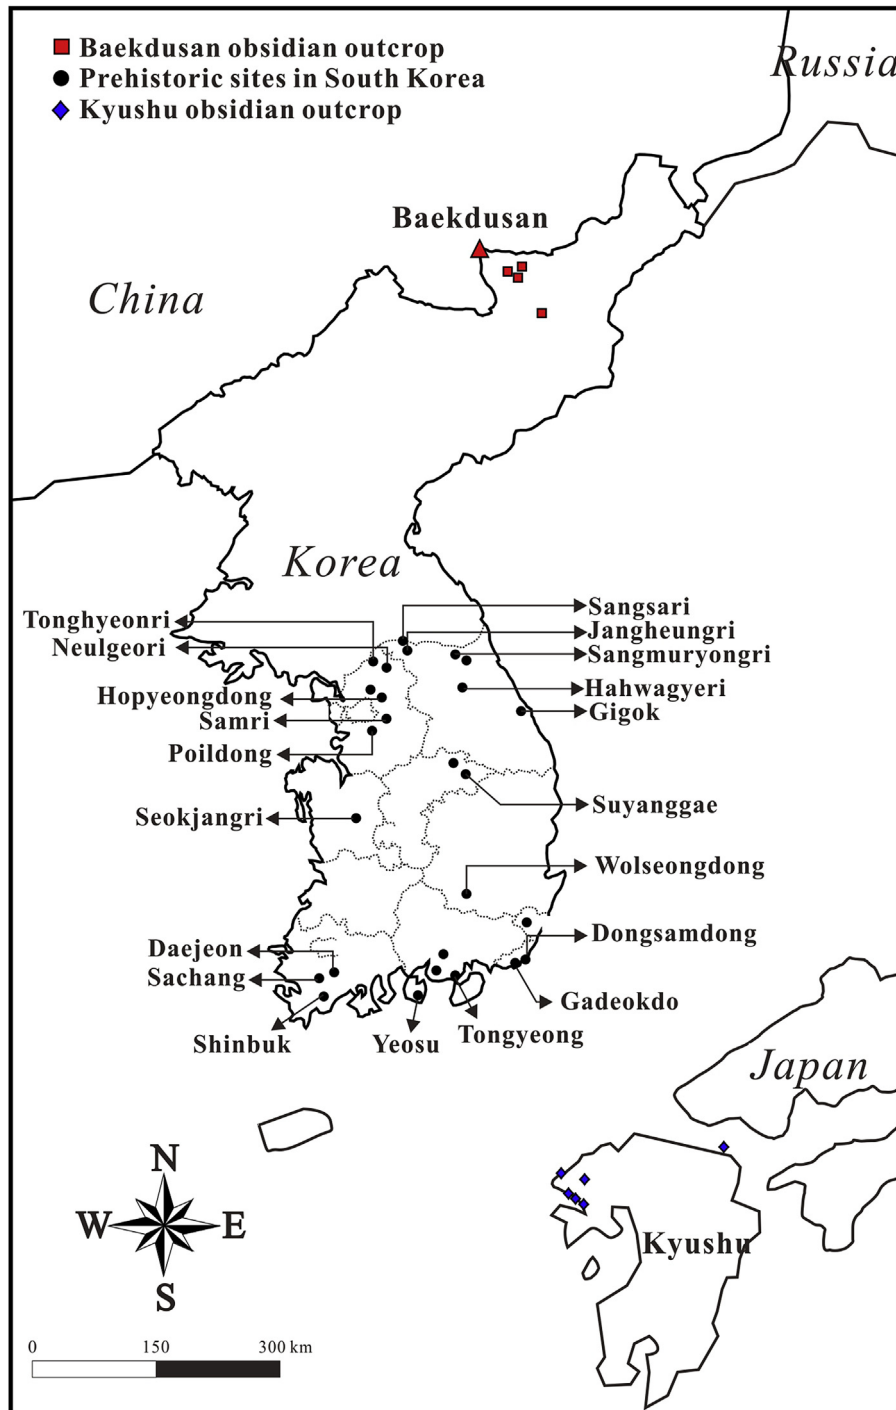 Baekdusan obsidian outcrop
Prehistoric sites in South Korea
Kyushu obsidian outcrop
Russia
Baekdusan
China
Korea
Sangsari
Tonghyeonri
Jangheungri
Neulgeori
Sangmuryongri
Hopyeongdong
Hahwagyeri
Samri
Gigok
Poildong
Seokjangri
Suyanggae
Wolseongdong
Daejeon
Dongsamdong
Sachang
Gadeokdo
Shinbuk
Yeosu
Tongyeong
Japan
N
W E
S
Kyushu
0 150 300 km